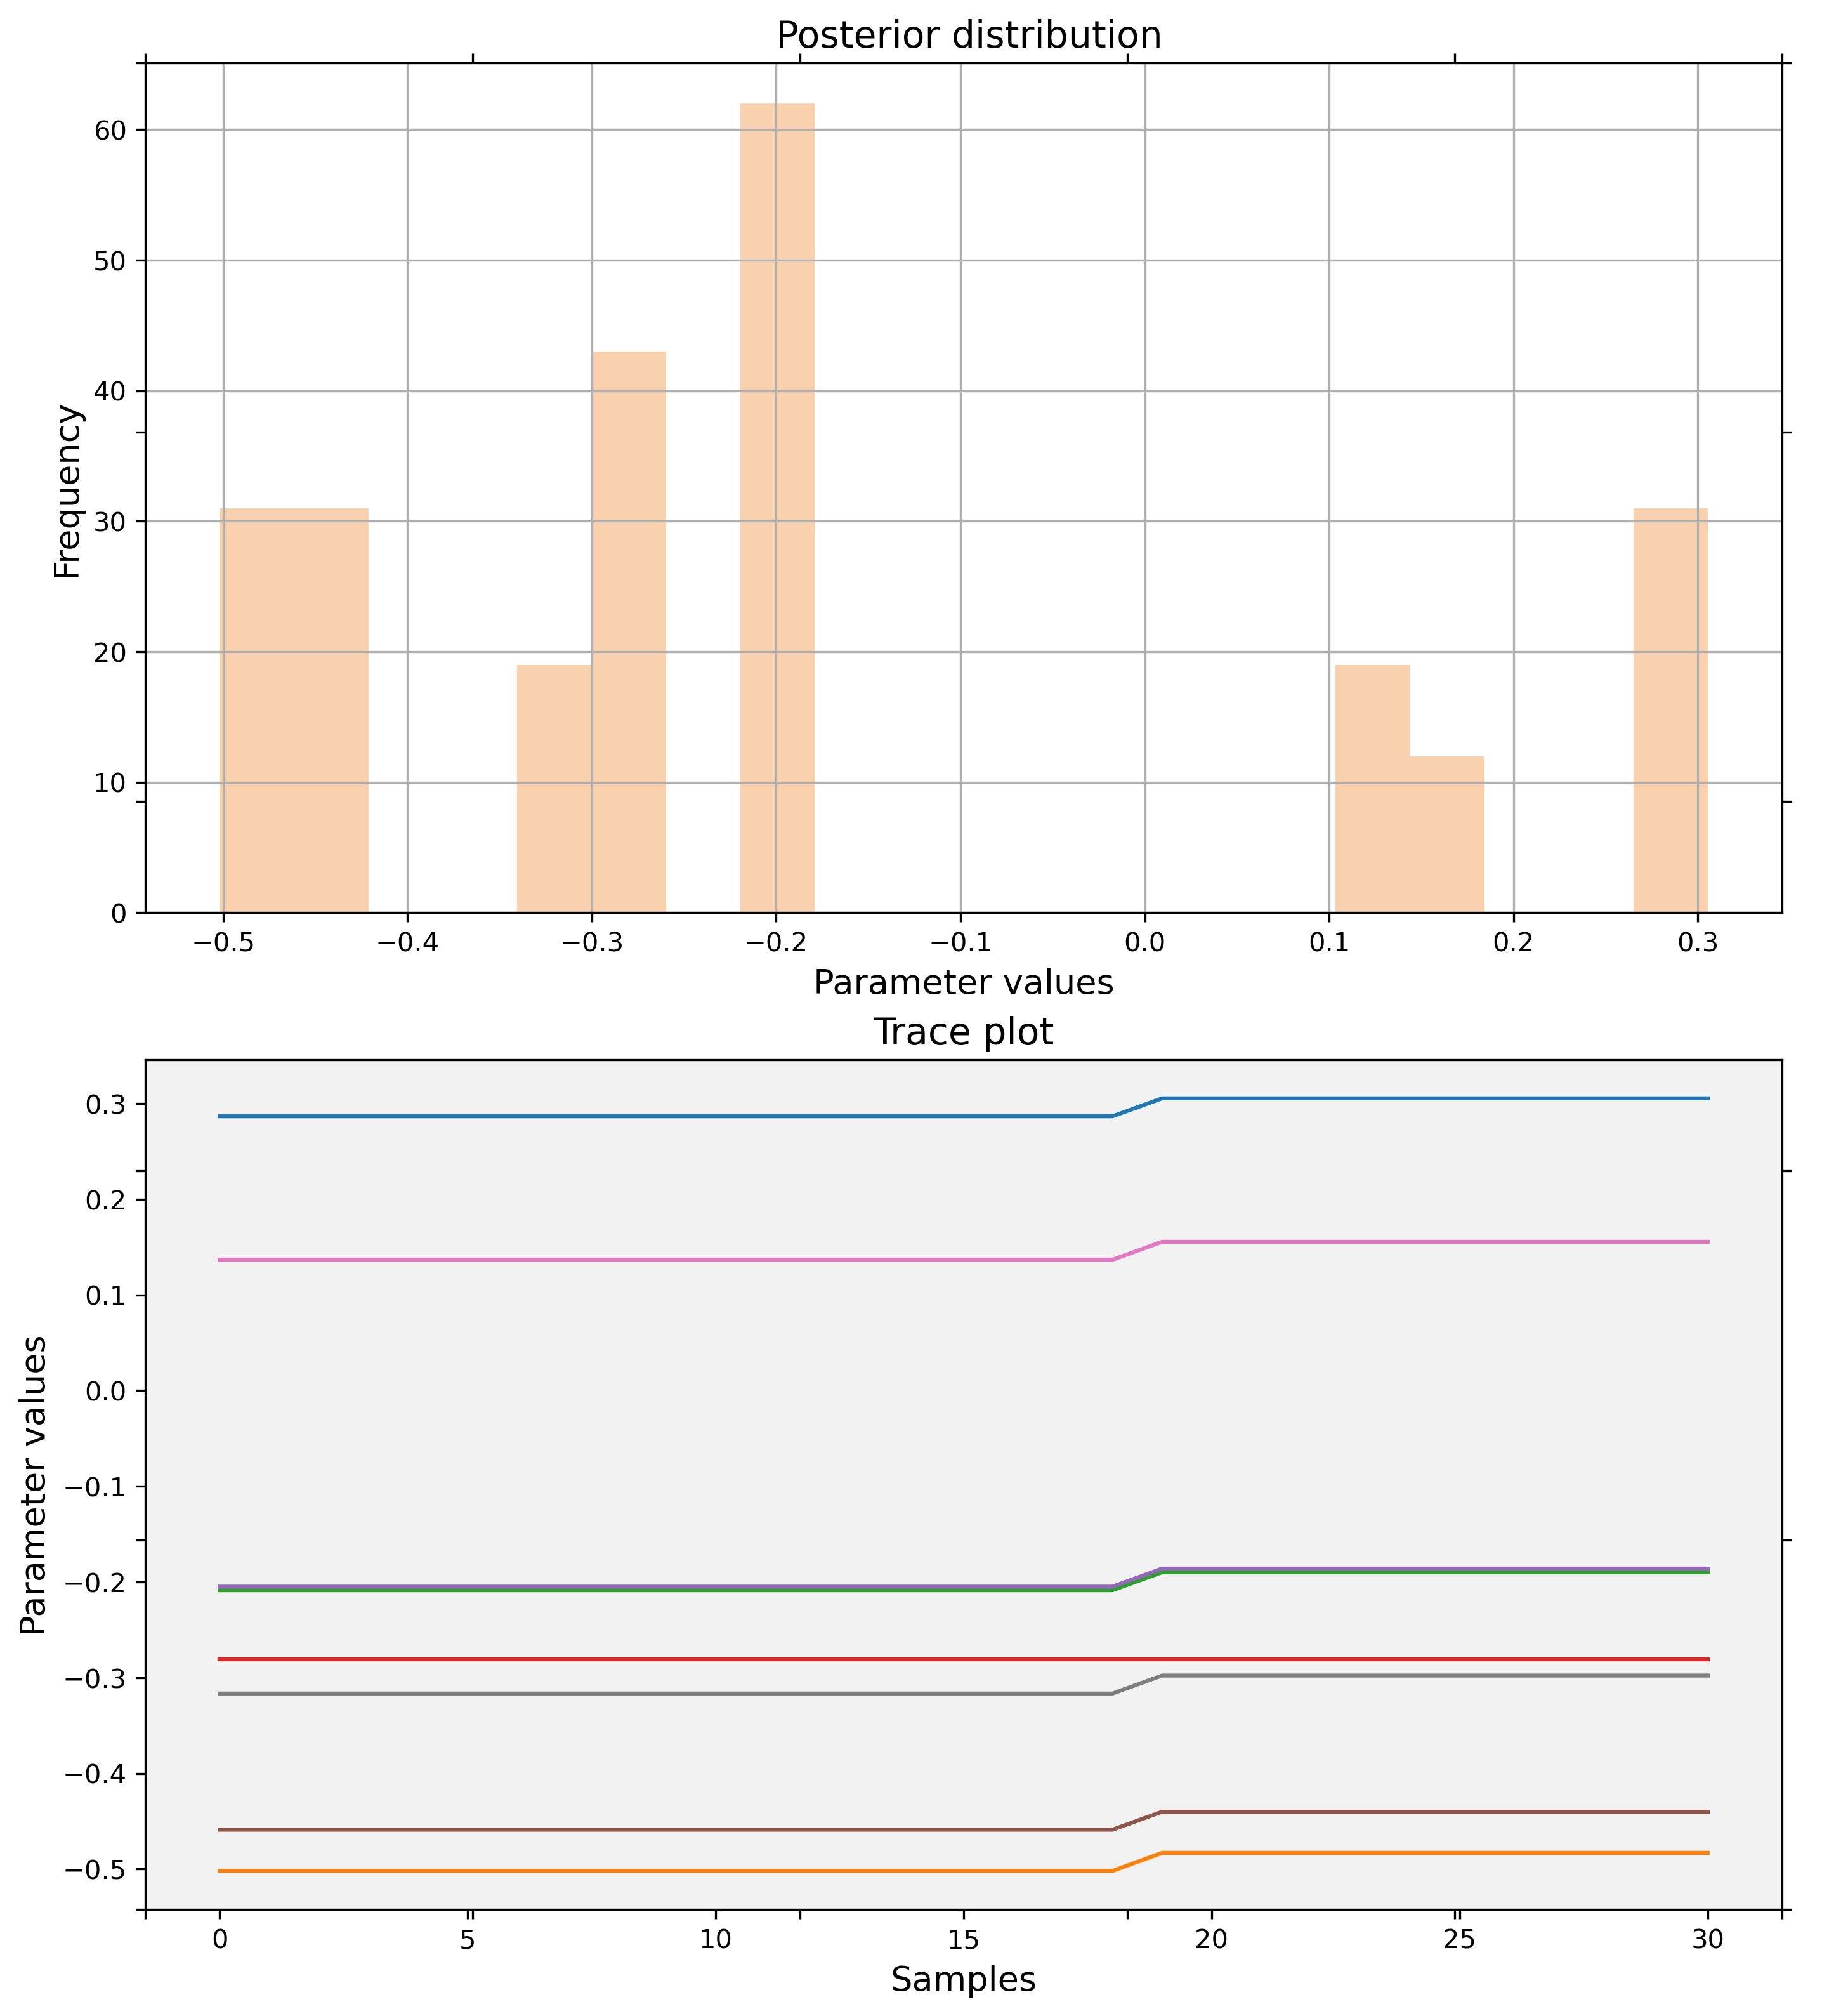 Posterior distribution
60
50
40
30
20
10
0
Frequency
−0.5 −0.4 −0.3 −0.2 −0.1 0.0 0.1 0.2 0.3
Parameter values
Trace plot
0.3
0.2
0.1
0.0
−0.1
−0.2
−0.3
−0.4
−0.5
Parameter values
0 5 10 15 20 25 30
Samples